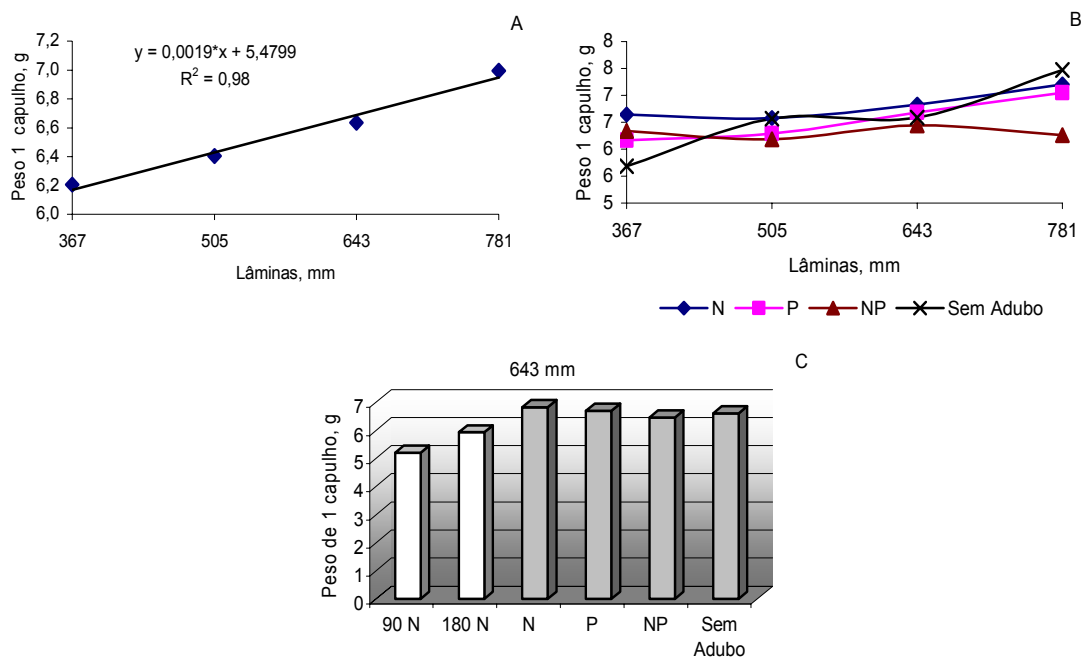 A
Peso 1 capulho, g
7,2
7,0
6,8
6,6
6,4
6,2
6,0
y = 0,0019*x + 5,4799
R² = 0,98
367 505 643 781
Lâminas, mm
B
Peso 1 capulho, g
8
8
7
7
6
6
5
367 505 643 781
Lâminas, mm
N P NP Sem Adubo
C
643 mm
Peso de 1 capulho, g
7
6
5
4
3
2
1
0
90 N 180 N N P NP Sem
Adubo